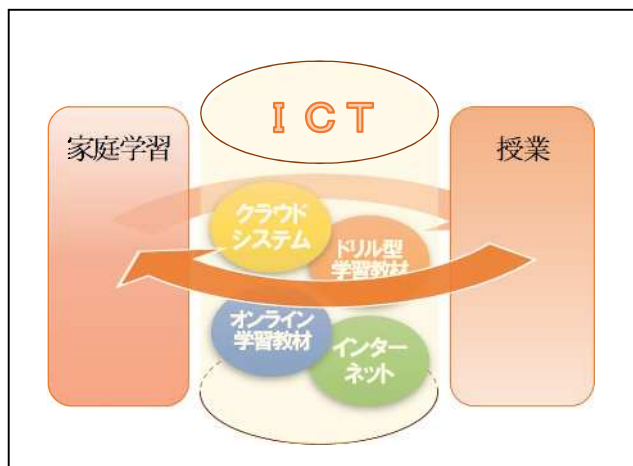 ICT
家庭学習
授業
クラウド
システム
ドリル型
学習教材
オンライン
学習教材
インター
ネット